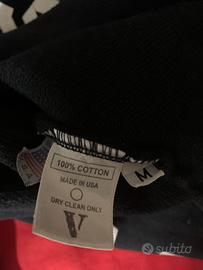 100% COTTON
MADE IN USA
DRY CLEAN ONLY
V
M
subito